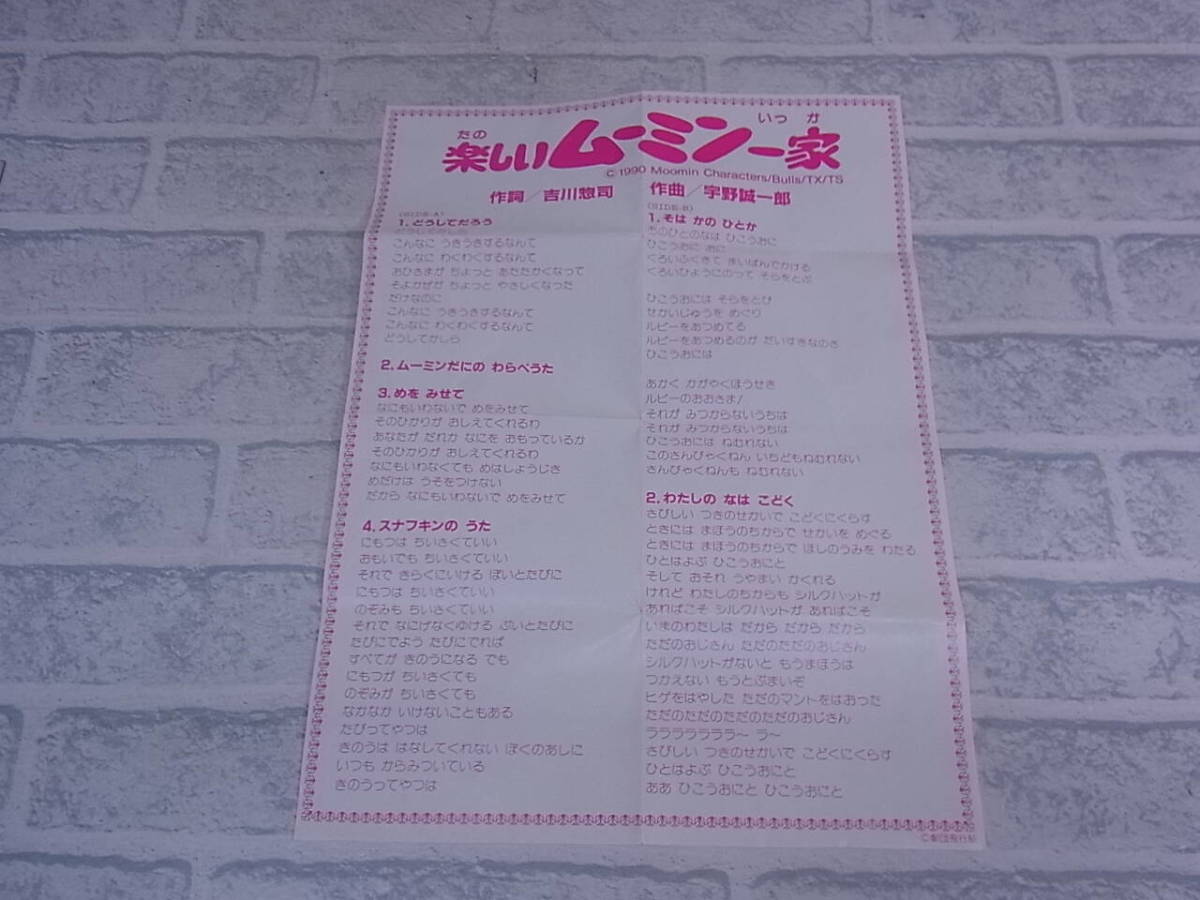 たの いっ か
楽しいムーミン一家
© 1990 Moomin Characters/Bulls/TX/TS
作詞/吉川惣司 作曲/宇野誠一郎
(SIDE-A)
1.どうしてだろう
こんなに うきうきするなんて
こんなに わくわくするなんて
おひさまが ちょっと あたたかくなって
そよかぜが ちょっと やさしくなった
だけなのに
こんなに うきうきするなんて
こんなに わくわくするなんて
どうしてかしら
2.ムーミンだにの わらべうた
3.めを みせて
なにもいわないで めをみせて
そのひかりが おしえてくれるわ
あなたが だれか なにを おもっているか
そのひかりが おしえてくれるわ
なにもいわなくても めはしょうじき
めだけは うそをつけない
だから なにもいわないで めをみせて
4.スナフキンの うた
にもつは ちいさくていい
おもいでも ちいさくていい
それで きらくにいける ぽいとたびに
にもつは ちいさくていい
のぞみも ちいさくていい
それで なにげなくゆける ぷいとたびに
たびにでよう たびにでれば
すべてが きのうになる でも
にもつが ちいさくても
のぞみが ちいさくても
なかなか いけないこともある
たびってやつは
きのうは はなしてくれない ぼくのあしに
いつも からみついている
きのうってやつは
(SIDE-B)
1.そは かの ひとか
そのひとのなは ひこうおに
ひこうおに おに
くろいふくきて まいばんでかける
くろいひょうにのって そらをとぶ
ひこうおには そらをとび
せかいじゅうを めぐり
ルビーをあつめてる
ルビーをあつめるのが だいすきなのさ
ひこうおには
あかく かがやくほうせき
ルビーのおおさま!
それが みつからないうちは
それが みつからないうちは
ひこうおには ねむれない
このさんびゃくねん いちどもねむれない
さんびゃくねんも ねむれない
2.わたしの なは こどく
さびしい つきのせかいで こどくにくらす
ときには まほうのちからで せかいを めぐる
ときには まほうのちからで ほしのうみを わたる
ひとはよぶ ひこうおにと
そして おそれ うやまい かくれる
けれど わたしのちからも シルクハットが
あればこそ シルクハットが あればこそ
いまのわたしは だから だから だから
ただのおじさん ただのただのおじさん
シルクハットがないと もうまほうは
つかえない もうとぶまいぞ
ヒゲをはやした ただのマントをはおった
ただのただのただのただのおじさん
ラララララララ〜 ラ〜
さびしい つきのせかいで こどくにくらす
ひとはよぶ ひこうおにと
ああ ひこうおにと ひこうおにと
©劇団飛行船